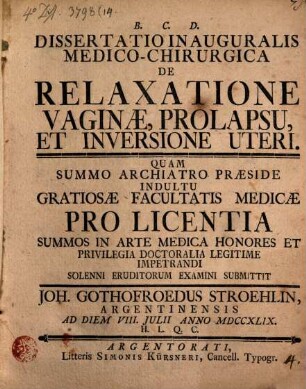 4° Diss. 3798(14.
B. C. D.
DISSERTATIO INAUGURALIS
MEDICO-CHIRURGICA
DE
RELAXATIONE
VAGINÆ, PROLAPSU,
ET INVERSIONE UTERI.
QUAM
SUMMO ARCHIATRO PRÆSIDE
INDULTU
GRATIOSÆ FACULTATIS MEDICÆ
PRO LICENTIA
SUMMOS IN ARTE MEDICA HONORES ET
PRIVILEGIA DOCTORALIA LEGITIME
IMPETRANDI
SOLENNI ERUDITORUM EXAMINI SUBMITTIT
JOH. GOTHOFROEDUS STROEHLIN,
ARGENTINENSIS
AD DIEM VIII. JULII ANNO MDCCXLIX.
H. L. Q. C.
ARGENTORATI,
Litteris SIMONIS KÜRSNERI, Cancell. Typogr.
4.